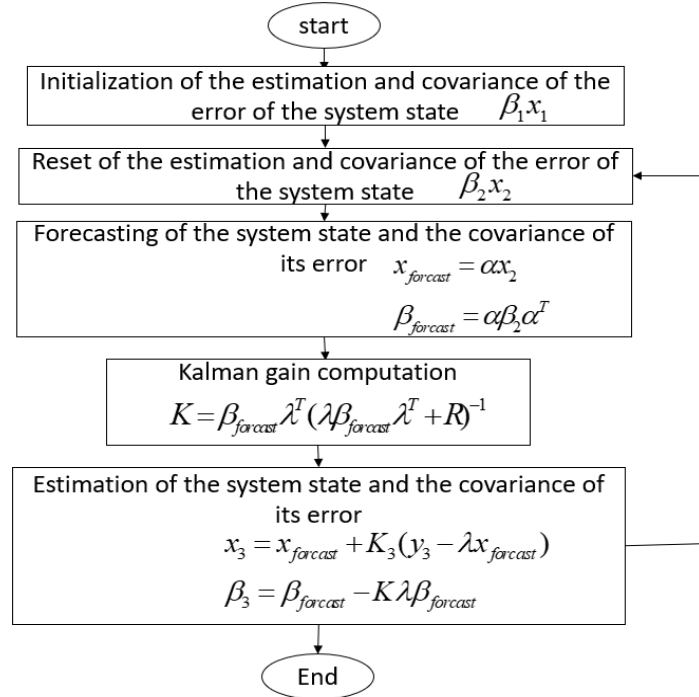 start
Initialization of the estimation and covariance of the
error of the system state β₁x₁
Reset of the estimation and covariance of the error of
the system state β₂x₂
Forecasting of the system state and the covariance of
its error x_forcast = αx₂
β_forcast = αβ₂α^T
Kalman gain computation
K = β_forcast λ^T (λβ_forcast λ^T + R)^−1
Estimation of the system state and the covariance of
its error
x₃ = x_forcast + K₃(y₃ − λx_forcast)
β₃ = β_forcast − Kλβ_forcast
End